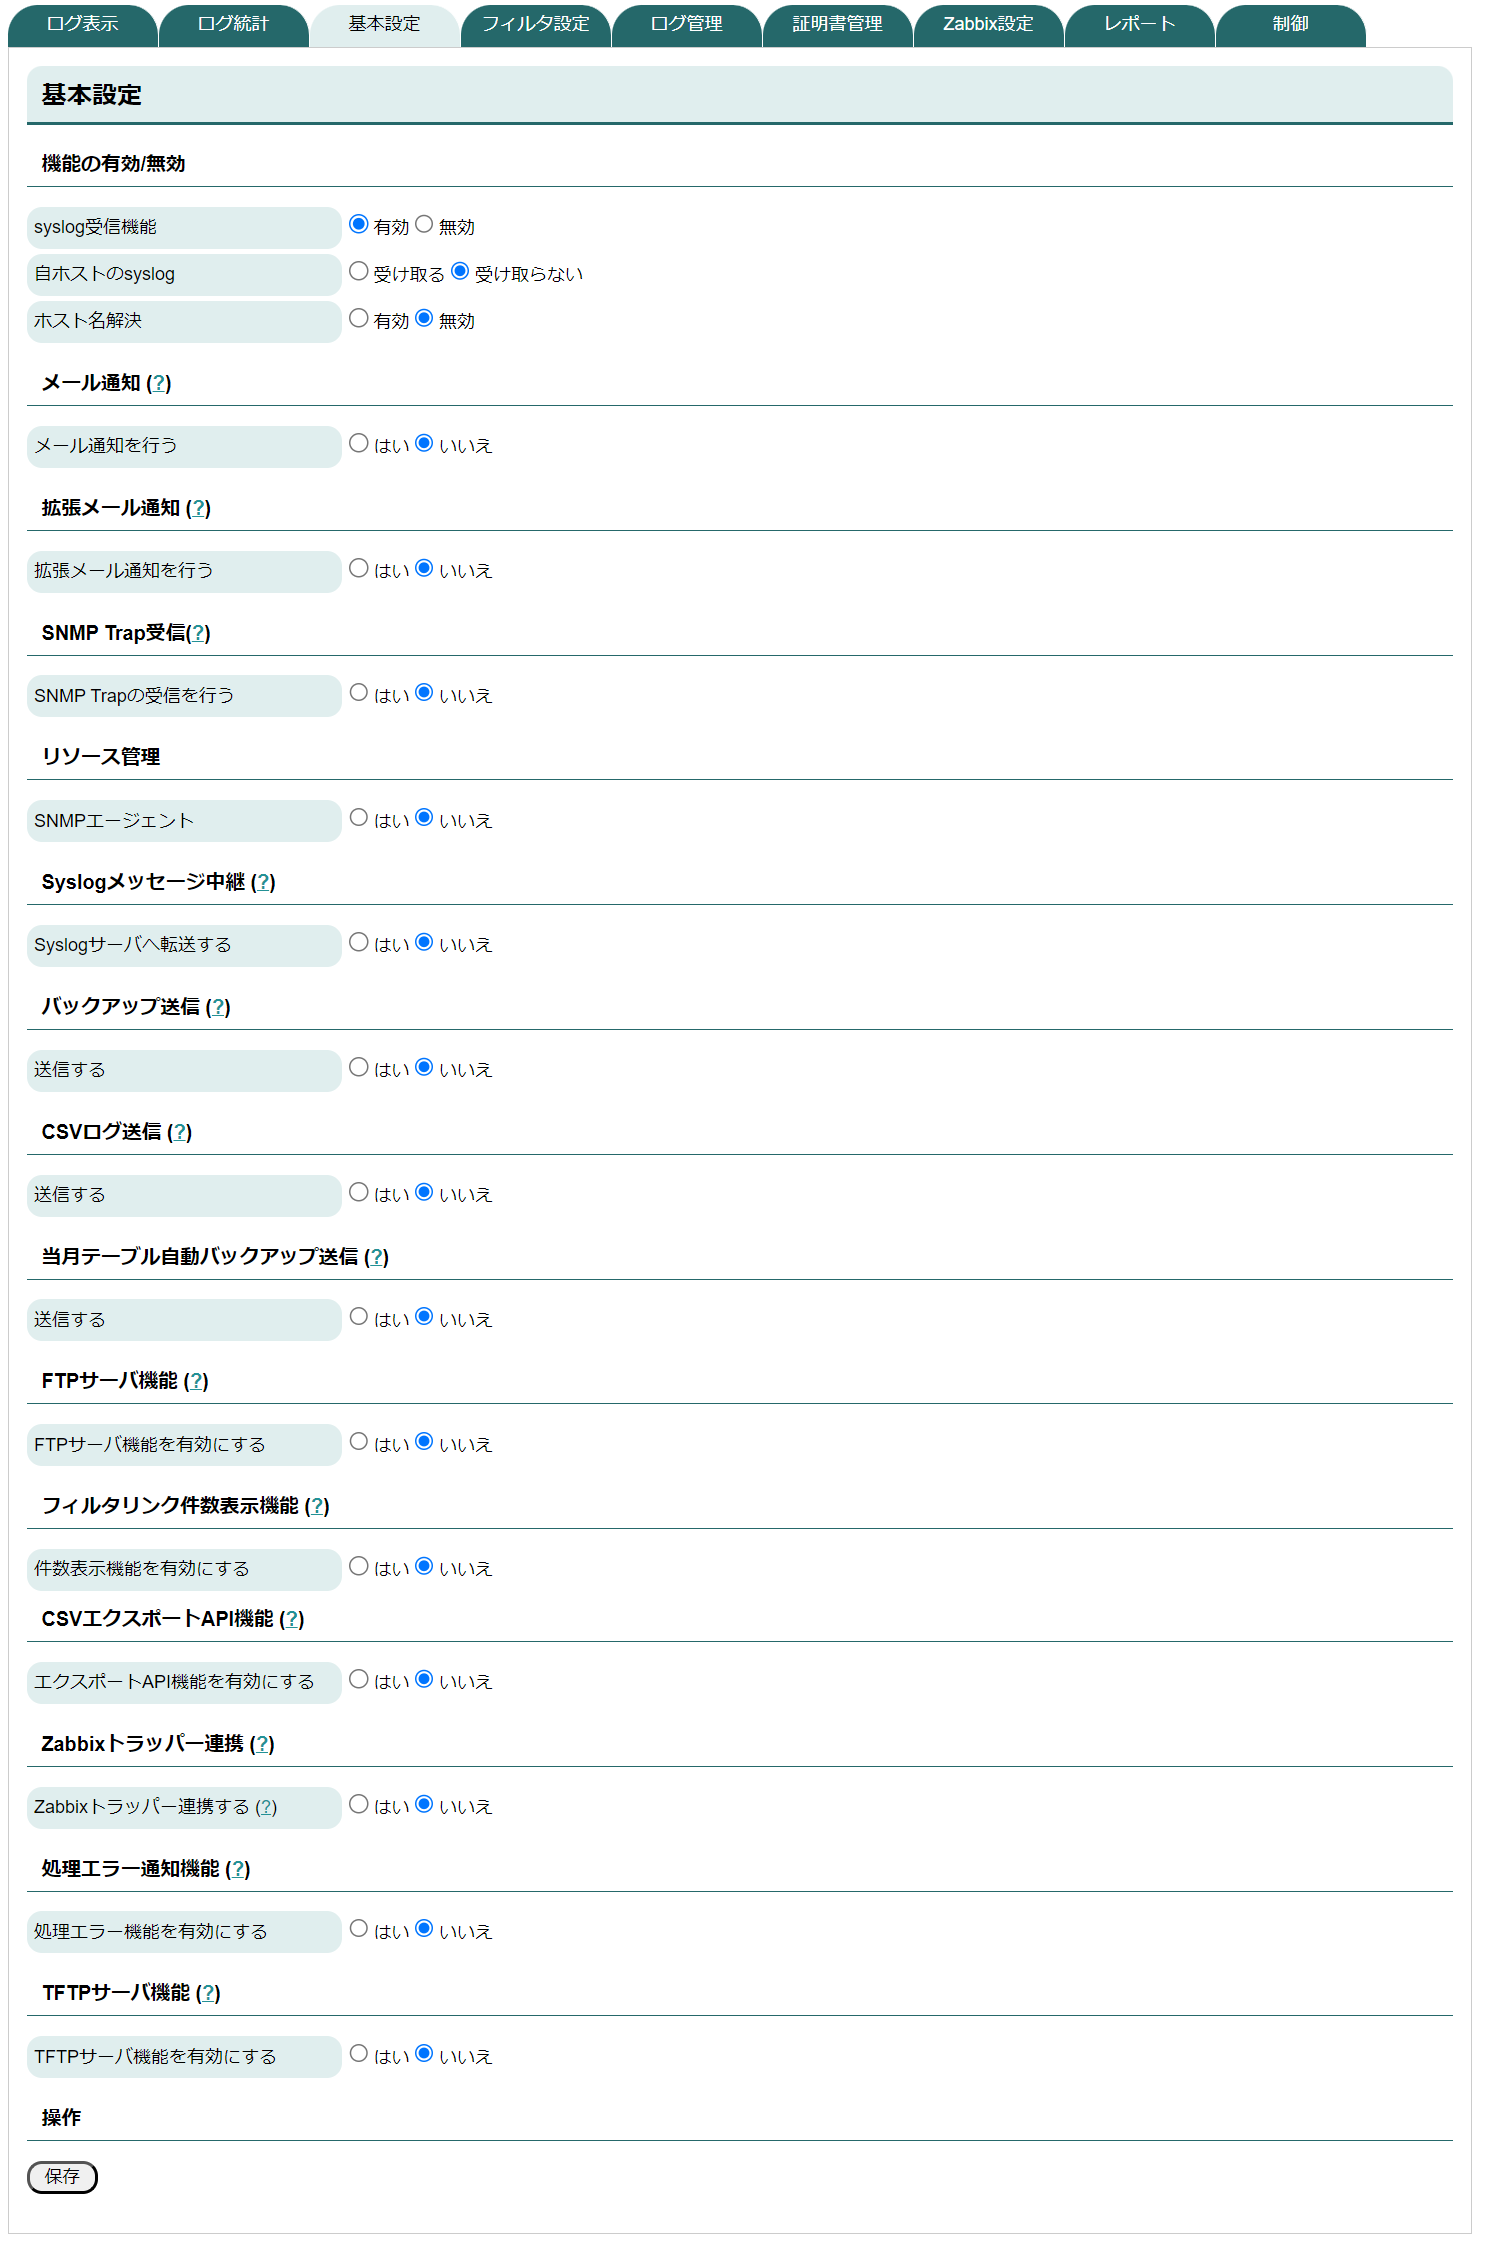 ログ表示 ログ統計 基本設定 フィルタ設定 ログ管理 証明書管理 Zabbix設定 レポート 制御
基本設定
機能の有効/無効
syslog受信機能 有効 無効
自ホストのsyslog 受け取る 受け取らない
ホスト名解決 有効 無効
メール通知 (?)
メール通知を行う はい いいえ
拡張メール通知 (?)
拡張メール通知を行う はい いいえ
SNMP Trap受信(?)
SNMP Trapの受信を行う はい いいえ
リソース管理
SNMPエージェント はい いいえ
Syslogメッセージ中継 (?)
Syslogサーバへ転送する はい いいえ
バックアップ送信 (?)
送信する はい いいえ
CSVログ送信 (?)
送信する はい いいえ
当月テーブル自動バックアップ送信 (?)
送信する はい いいえ
FTPサーバ機能 (?)
FTPサーバ機能を有効にする はい いいえ
フィルタリンク件数表示機能 (?)
件数表示機能を有効にする はい いいえ
CSVエクスポートAPI機能 (?)
エクスポートAPI機能を有効にする はい いいえ
Zabbixトラッパー連携 (?)
Zabbixトラッパー連携する (?) はい いいえ
処理エラー通知機能 (?)
処理エラー機能を有効にする はい いいえ
TFTPサーバ機能 (?)
TFTPサーバ機能を有効にする はい いいえ
操作
保存